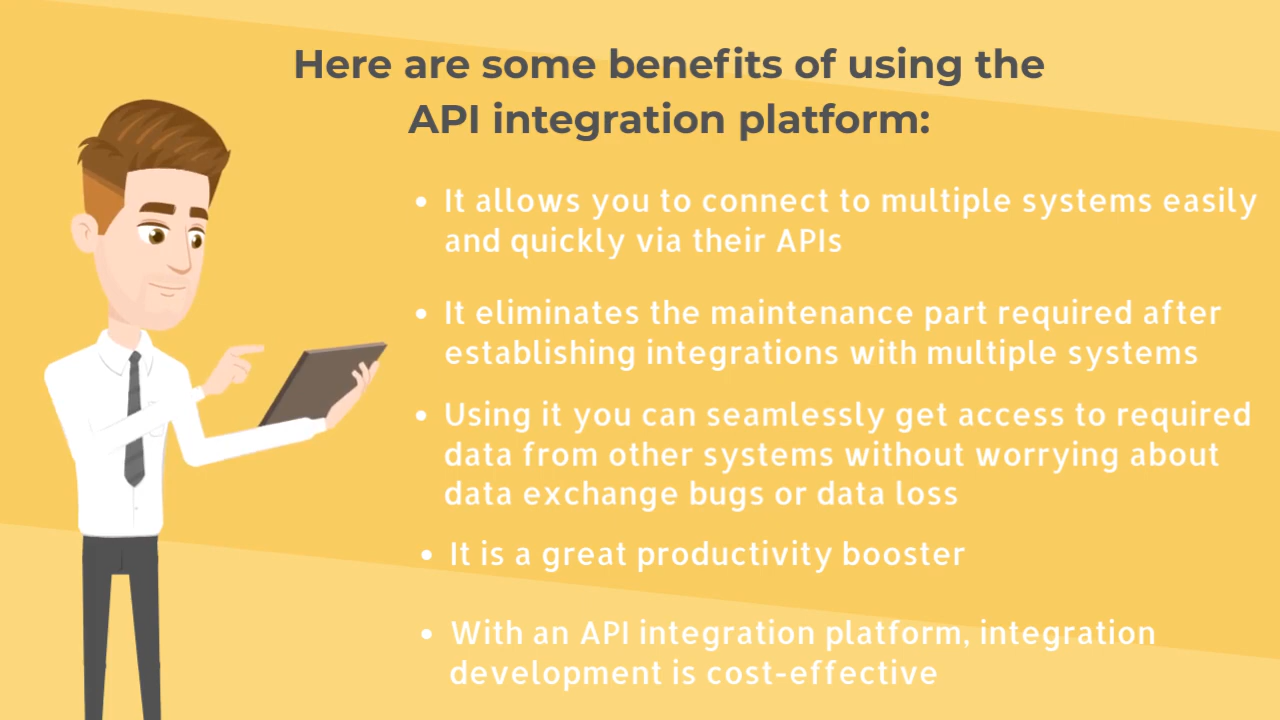 Here are some benefits of using the
API integration platform:
• It allows you to connect to multiple systems easily
and quickly via their APIs
• It eliminates the maintenance part required after
establishing integrations with multiple systems
• Using it you can seamlessly get access to required
data from other systems without worrying about
data exchange bugs or data loss
• It is a great productivity booster
• With an API integration platform, integration
development is cost-effective